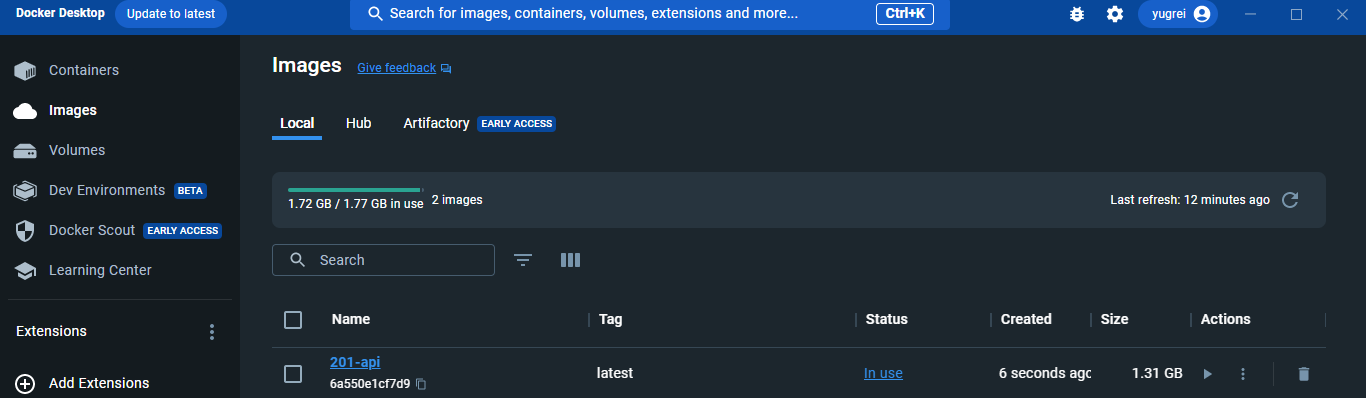 Docker Desktop Update to latest Search for images, containers, volumes, extensions and more... Ctrl+K yugrei
Containers
Images
Volumes
Dev Environments BETA
Docker Scout EARLY ACCESS
Learning Center
Extensions
Add Extensions
Images Give feedback
Local Hub Artifactory EARLY ACCESS
1.72 GB / 1.77 GB in use 2 images Last refresh: 12 minutes ago
Search
Name Tag Status Created Size Actions
201-api latest In use 6 seconds agc 1.31 GB
6a550e1cf7d9